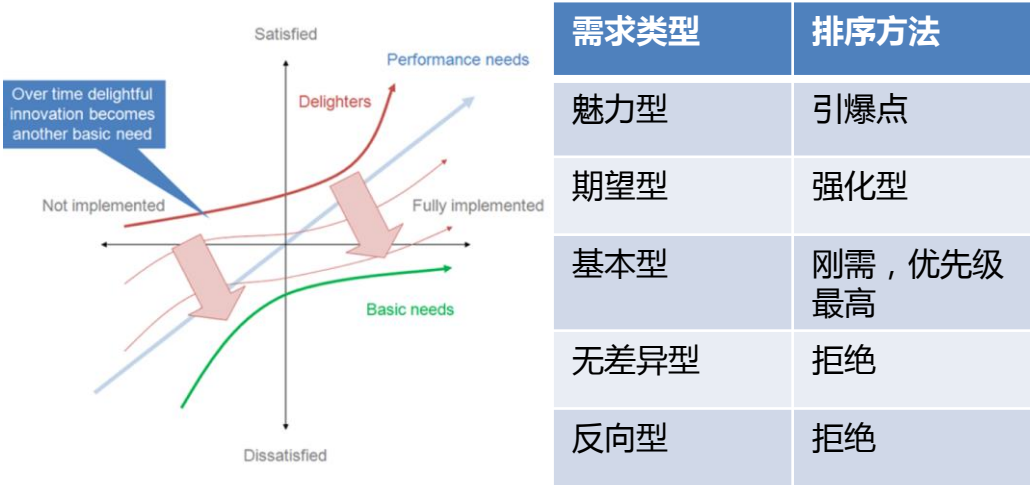 Satisfied
Performance needs
Delighters
Over time delightful
innovation becomes
another basic need
Not implemented
Fully implemented
Basic needs
Dissatisfied
需求类型 排序方法
魅力型 引爆点
期望型 强化型
基本型 刚需，优先级
最高
无差异型 拒绝
反向型 拒绝